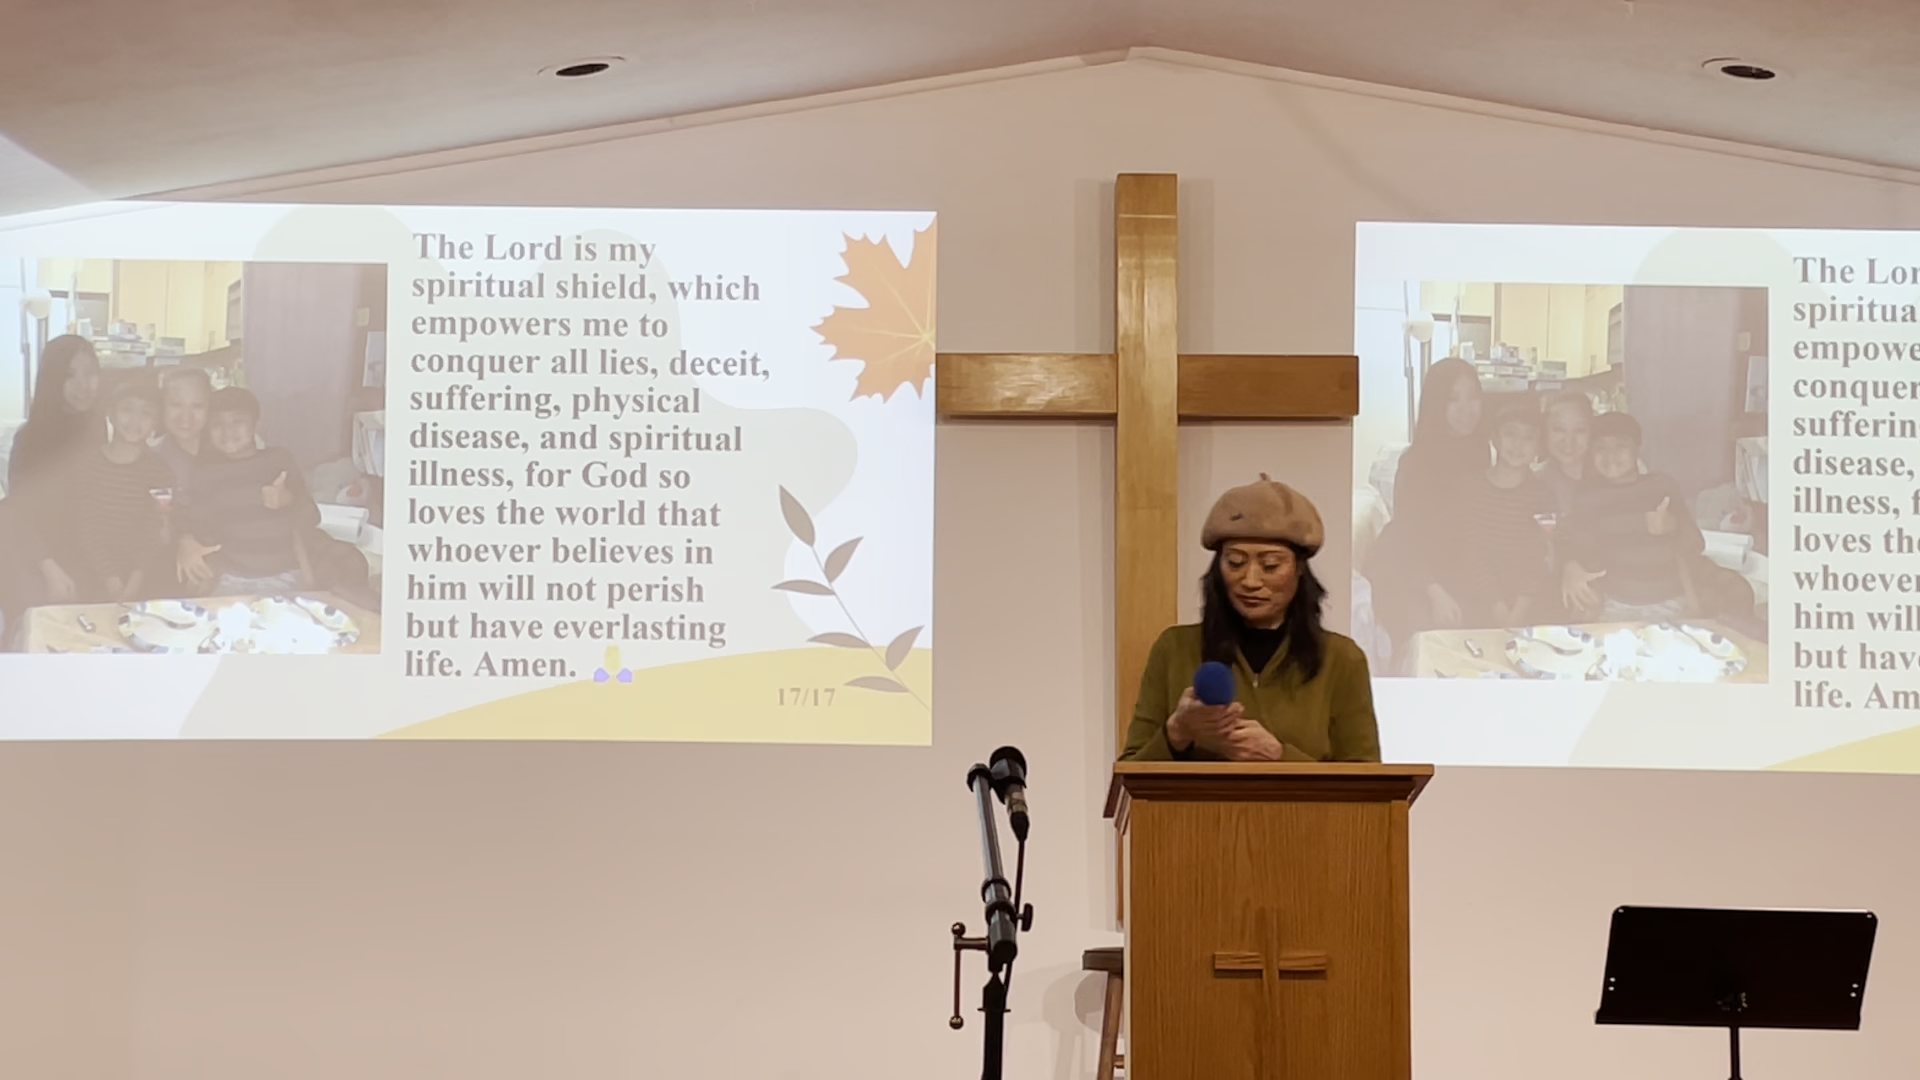 The Lord is my
spiritual shield, which
empowers me to
conquer all lies, deceit,
suffering, physical
disease, and spiritual
illness, for God so
loves the world that
whoever believes in
him will not perish
but have everlasting
life. Amen.
17/17
The Lor
spiritua
empowe
conquer
sufferin
disease,
illness, f
loves the
whoever
him will
but have
life. Am